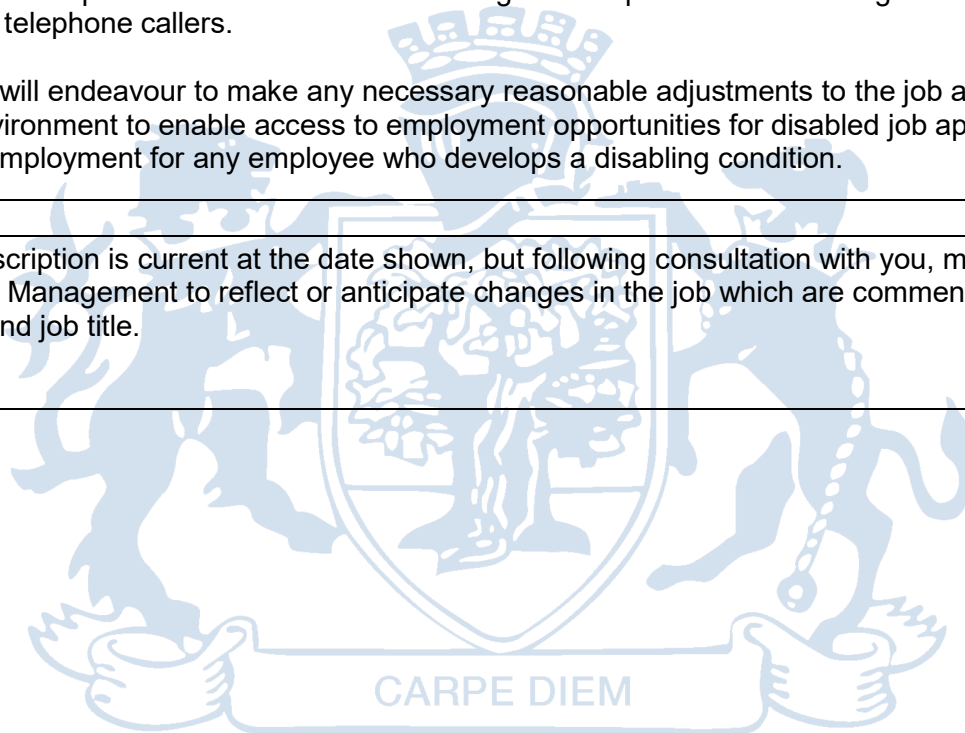 telephone callers.
will endeavour to make any necessary reasonable adjustments to the job a
vironment to enable access to employment opportunities for disabled job ap
mployment for any employee who develops a disabling condition.
scription is current at the date shown, but following consultation with you, m
Management to reflect or anticipate changes in the job which are commen
nd job title.
CARPE DIEM